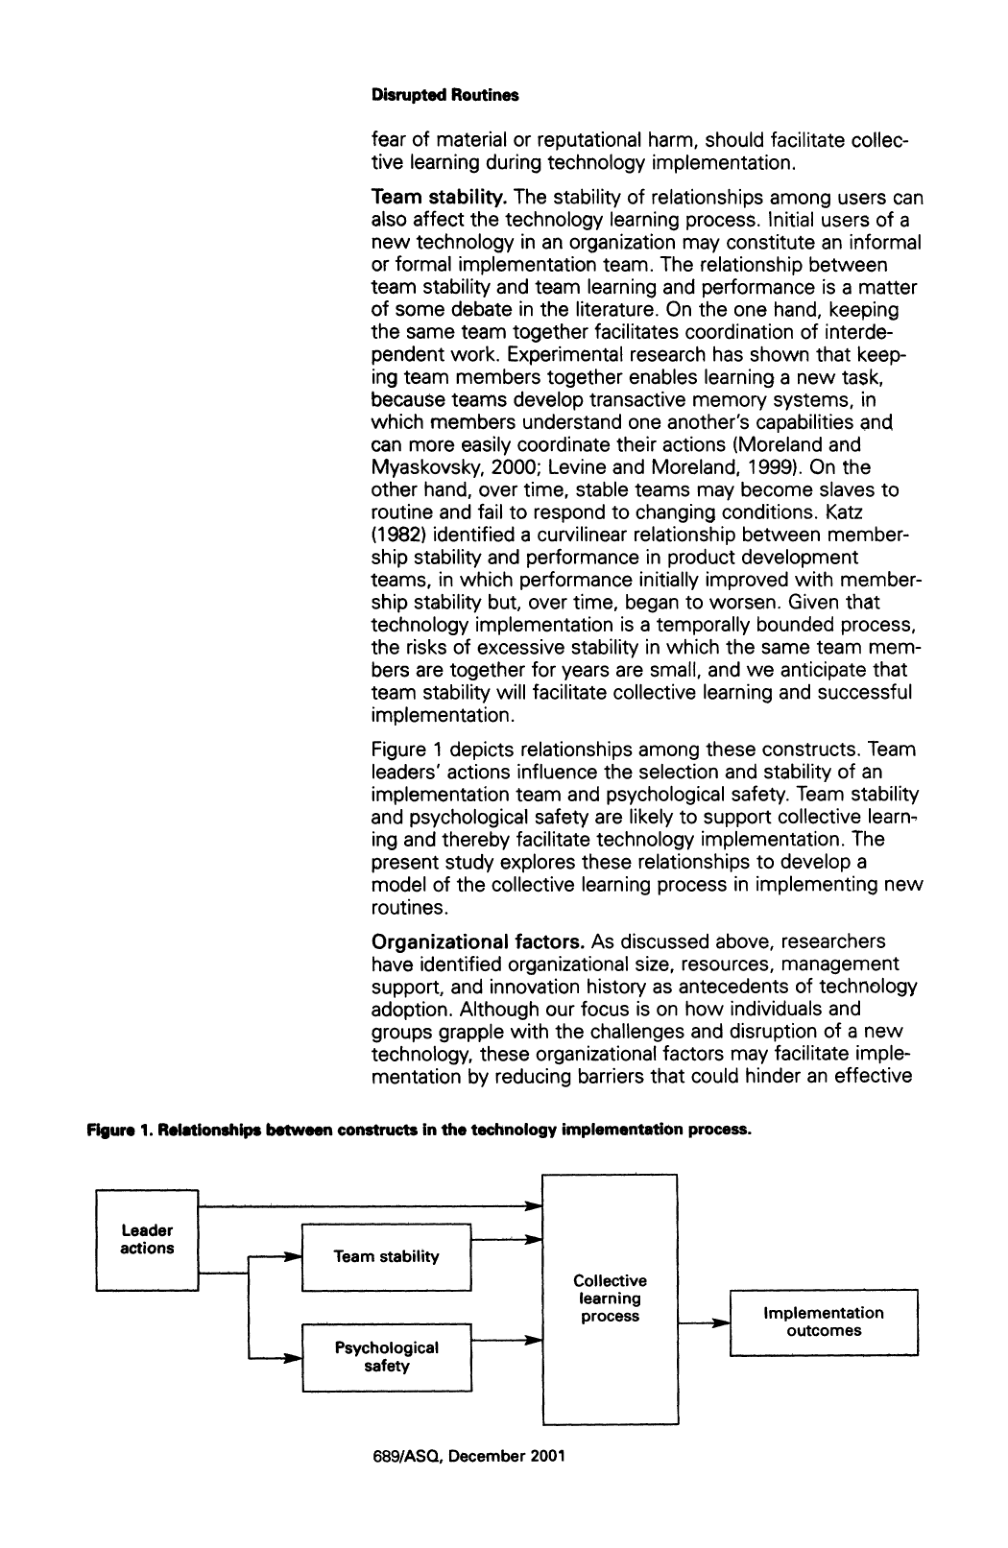 Disrupted Routines
fear of material or reputational harm, should facilitate collec-
tive learning during technology implementation.
Team stability. The stability of relationships among users can
also affect the technology learning process. Initial users of a
new technology in an organization may constitute an informal
or formal implementation team. The relationship between
team stability and team learning and performance is a matter
of some debate in the literature. On the one hand, keeping
the same team together facilitates coordination of interde-
pendent work. Experimental research has shown that keep-
ing team members together enables learning a new task,
because teams develop transactive memory systems, in
which members understand one another's capabilities and
can more easily coordinate their actions (Moreland and
Myaskovsky, 2000; Levine and Moreland, 1999). On the
other hand, over time, stable teams may become slaves to
routine and fail to respond to changing conditions. Katz
(1982) identified a curvilinear relationship between member-
ship stability and performance in product development
teams, in which performance initially improved with member-
ship stability but, over time, began to worsen. Given that
technology implementation is a temporally bounded process,
the risks of excessive stability in which the same team mem-
bers are together for years are small, and we anticipate that
team stability will facilitate collective learning and successful
implementation.
Figure 1 depicts relationships among these constructs. Team
leaders' actions influence the selection and stability of an
implementation team and psychological safety. Team stability
and psychological safety are likely to support collective learn-
ing and thereby facilitate technology implementation. The
present study explores these relationships to develop a
model of the collective learning process in implementing new
routines.
Organizational factors. As discussed above, researchers
have identified organizational size, resources, management
support, and innovation history as antecedents of technology
adoption. Although our focus is on how individuals and
groups grapple with the challenges and disruption of a new
technology, these organizational factors may facilitate imple-
mentation by reducing barriers that could hinder an effective
Figure 1. Relationships between constructs in the technology implementation process.
Leader
actions
Team stability
Psychological
safety
Collective
learning
process
Implementation
outcomes
689/ASQ, December 2001